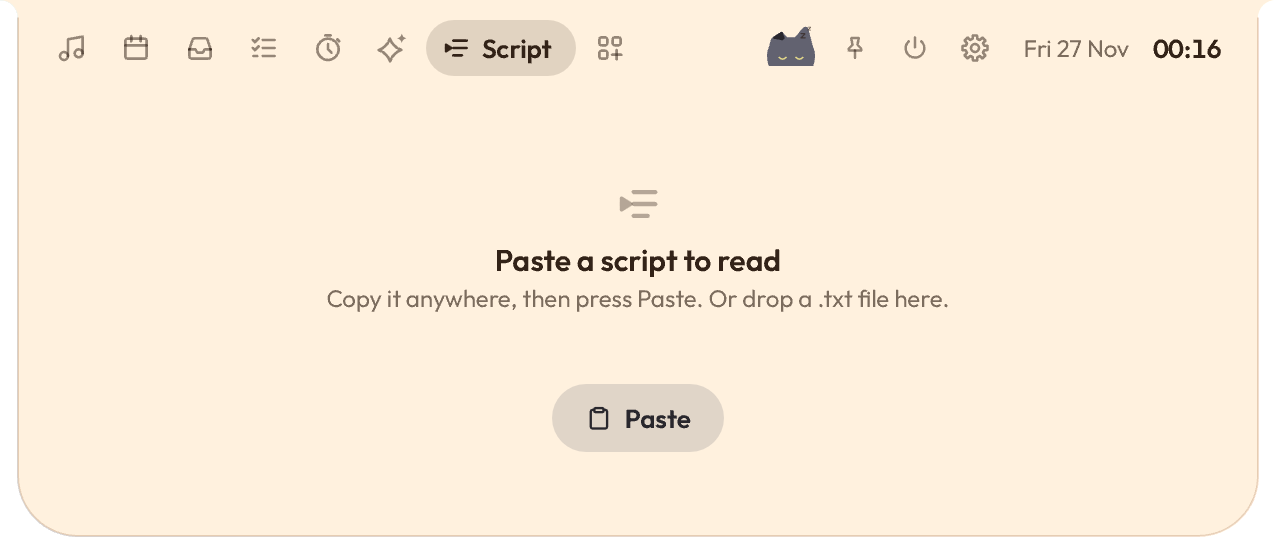 Script
Fri 27 Nov 00:16
Paste a script to read
Copy it anywhere, then press Paste. Or drop a .txt file here.
Paste